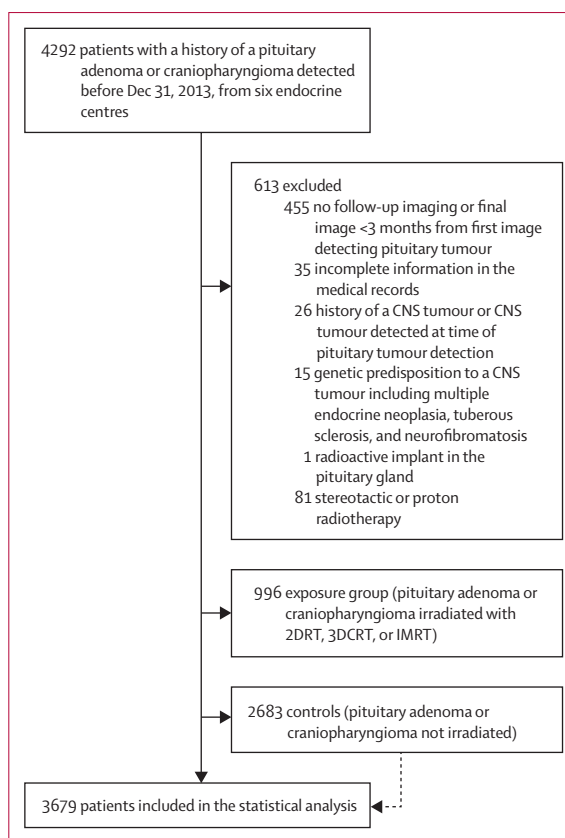 4292 patients with a history of a pituitary
adenoma or craniopharyngioma detected
before Dec 31, 2013, from six endocrine
centres
613 excluded
455 no follow-up imaging or final
image <3 months from first image
detecting pituitary tumour
35 incomplete information in the
medical records
26 history of a CNS tumour or CNS
tumour detected at time of
pituitary tumour detection
15 genetic predisposition to a CNS
tumour including multiple
endocrine neoplasia, tuberous
sclerosis, and neurofibromatosis
1 radioactive implant in the
pituitary gland
81 stereotactic or proton
radiotherapy
996 exposure group (pituitary adenoma or
craniopharyngioma irradiated with
2DRT, 3DCRT, or IMRT)
2683 controls (pituitary adenoma or
craniopharyngioma not irradiated)
3679 patients included in the statistical analysis